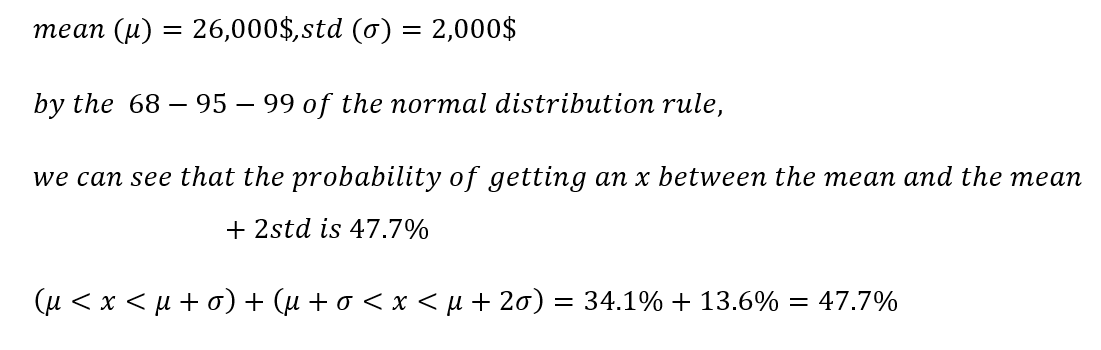 mean (μ) = 26,000$,std (σ) = 2,000$
by the 68 − 95 − 99 of the normal distribution rule,
we can see that the probability of getting an x between the mean and the mean
+ 2std is 47.7%
(μ < x < μ + σ) + (μ + σ < x < μ + 2σ) = 34.1% + 13.6% = 47.7%